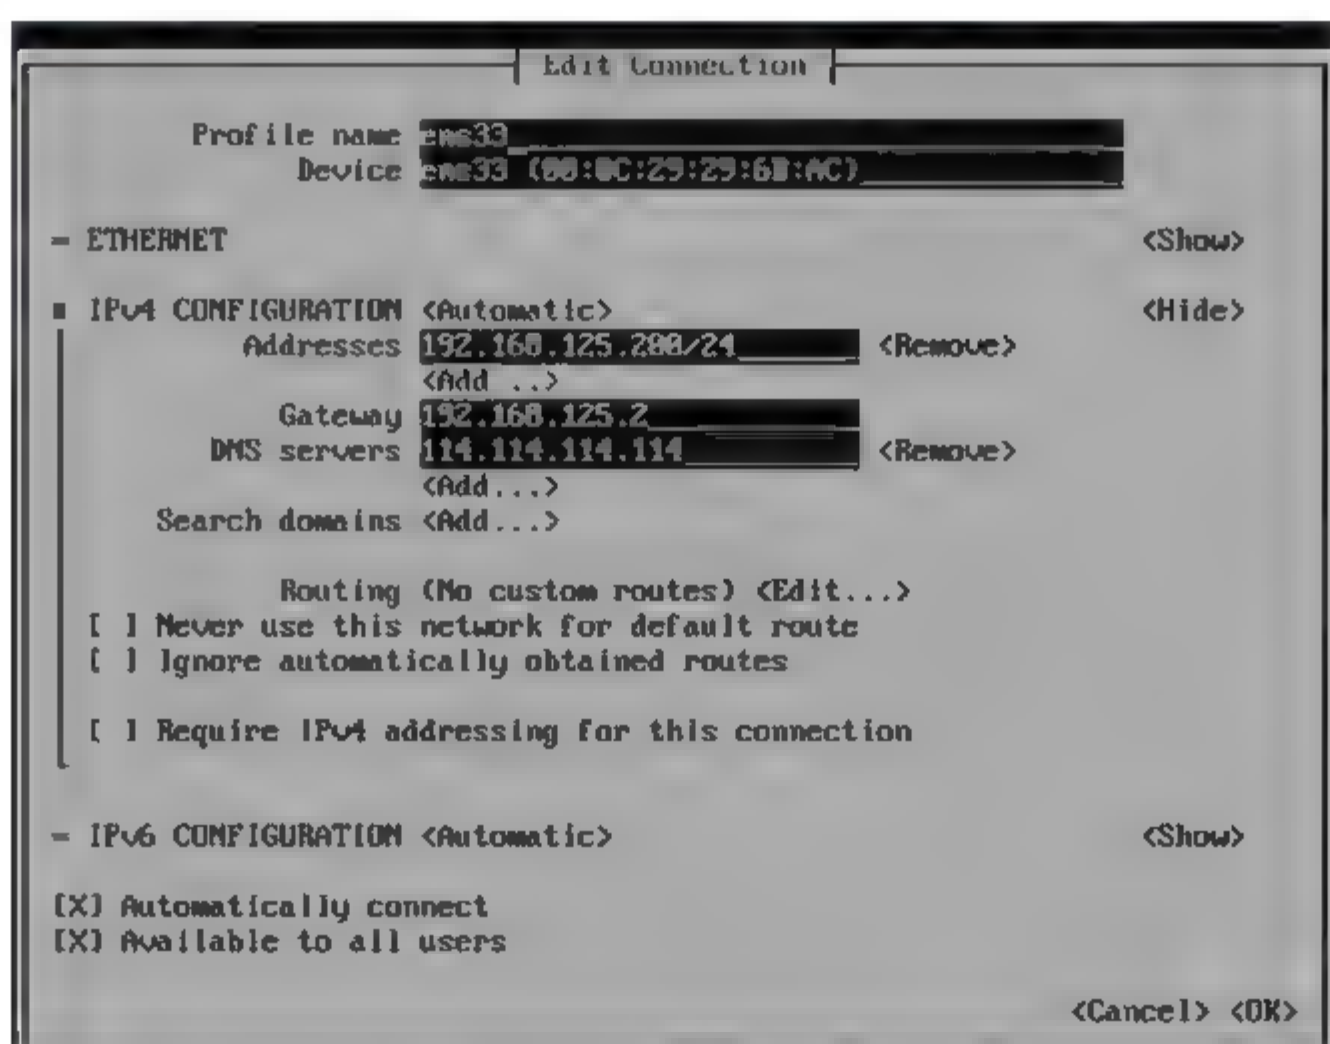 Edit Connection
Profile name ens33
Device ens33 (00:0C:29:29:6D:AC)
= ETHERNET <Show>
■ IPv4 CONFIGURATION <Automatic> <Hide>
Addresses 192.168.125.200/24 <Remove>
<Add...>
Gateway 192.168.125.2
DNS servers 114.114.114.114 <Remove>
<Add...>
Search domains <Add...>
Routing (No custom routes) <Edit...>
[ ] Never use this network for default route
[ ] Ignore automatically obtained routes
[ ] Require IPv4 addressing for this connection
= IPv6 CONFIGURATION <Automatic> <Show>
[X] Automatically connect
[X] Available to all users
<Cancel> <OK>